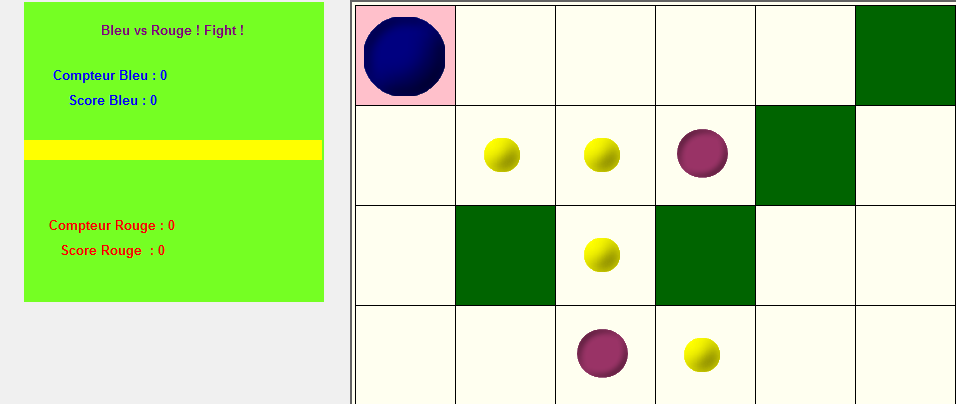 Bleu vs Rouge ! Fight !
Compteur Bleu : 0
Score Bleu : 0
Compteur Rouge : 0
Score Rouge : 0